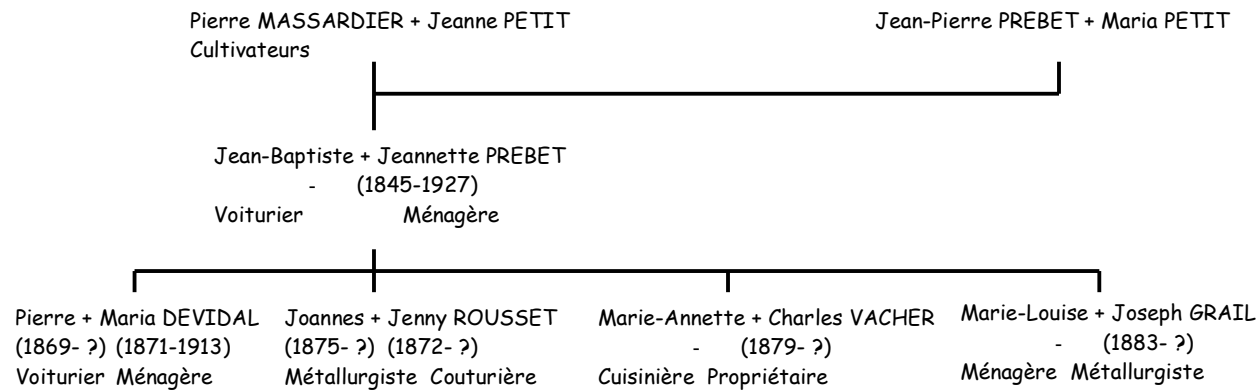 Pierre MASSARDIER + Jeanne PETIT
Cultivateurs
Jean-Pierre PREBET + Maria PETIT
Jean-Baptiste + Jeannette PREBET
- (1845-1927)
Voiturier Ménagère
Pierre + Maria DEVIDAL
(1869- ?) (1871-1913)
Voiturier Ménagère
Joannes + Jenny ROUSSET
(1875- ?) (1872- ?)
Métallurgiste Couturière
Marie-Annette + Charles VACHER
- (1879- ?)
Cuisinière Propriétaire
Marie-Louise + Joseph GRAIL
- (1883- ?)
Ménagère Métallurgiste